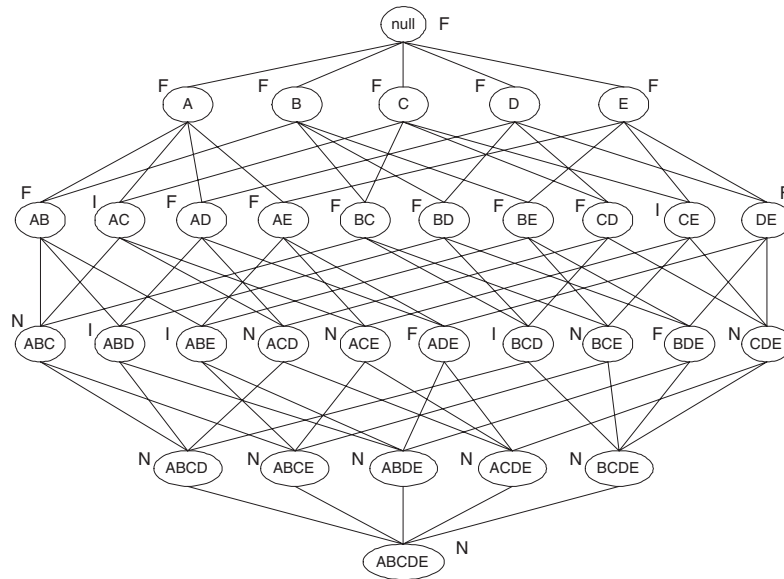 null F
F F F F F
A B C D E
F I F F F F F F I F
AB AC AD AE BC BD BE CD CE DE
N I I N N F I N F N
ABC ABD ABE ACD ACE ADE BCD BCE BDE CDE
N N N N N
ABCD ABCE ABDE ACDE BCDE
N
ABCDE